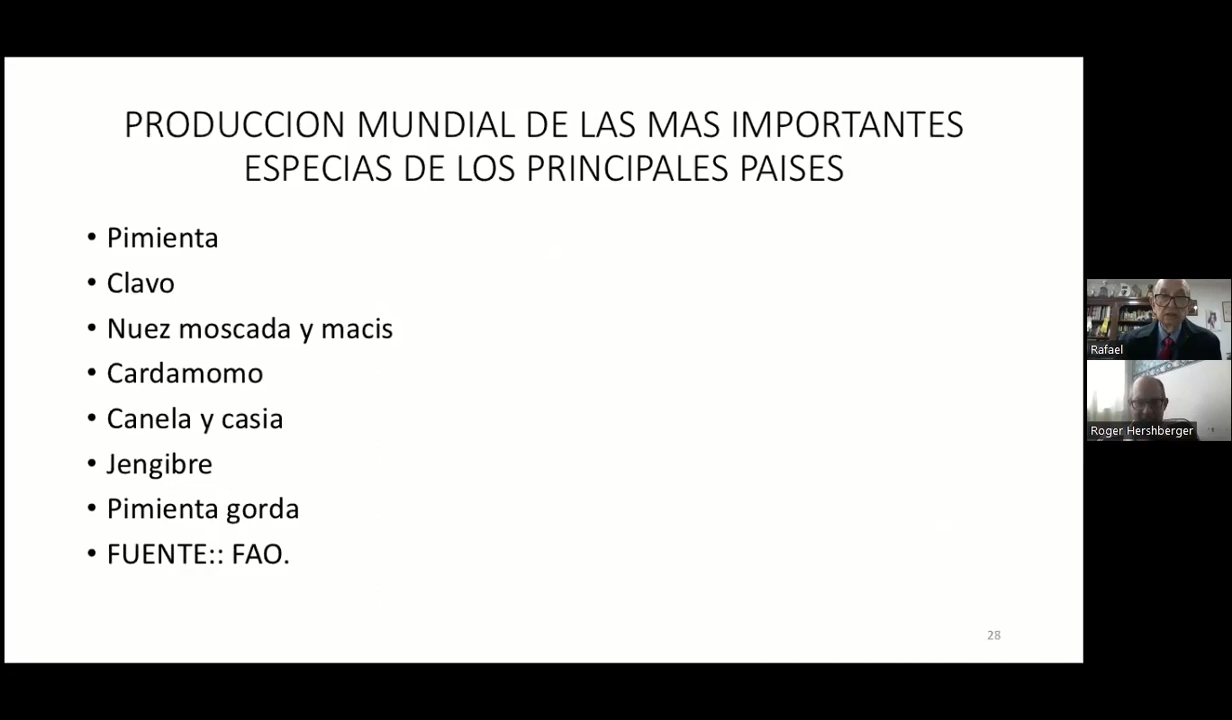 PRODUCCION MUNDIAL DE LAS MAS IMPORTANTES
ESPECIAS DE LOS PRINCIPALES PAISES
• Pimienta
• Clavo
• Nuez moscada y macis
• Cardamomo
• Canela y casia
• Jengibre
• Pimienta gorda
• FUENTE:: FAO.
28
Rafael
Roger Hershberger